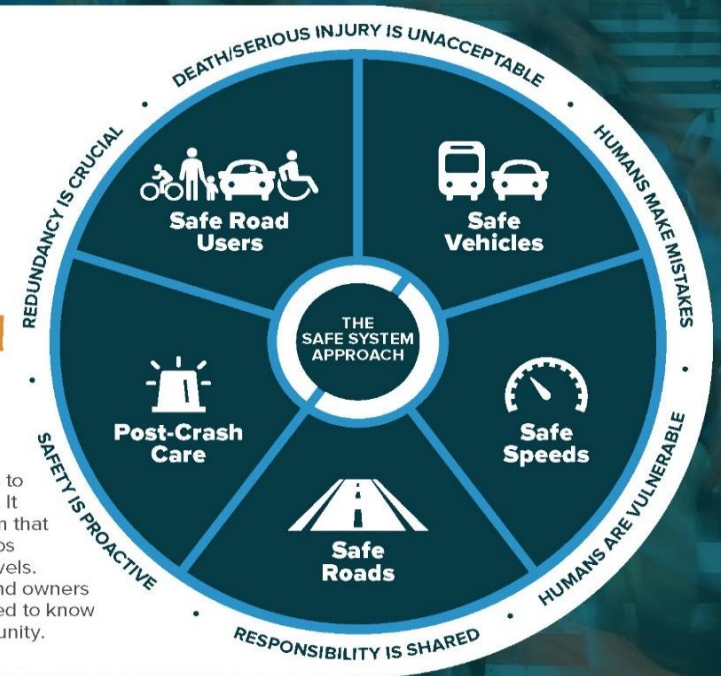 DEATH/SERIOUS INJURY IS UNACCEPTABLE
HUMANS MAKE MISTAKES
HUMANS ARE VULNERABLE
RESPONSIBILITY IS SHARED
SAFETY IS PROACTIVE
REDUNDANCY IS CRUCIAL
Safe Road
Users
Safe
Vehicles
THE
SAFE SYSTEM
APPROACH
Safe
Speeds
Safe
Roads
Post-Crash
Care
to
It
that
vels.
nd owners
ed to know
unity.